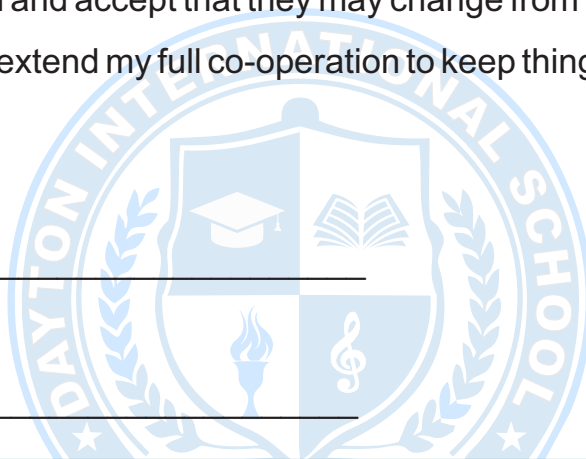 and accept that they may change from
extend my full co-operation to keep thing
DAYTON INTERNATIONAL SCHOOL